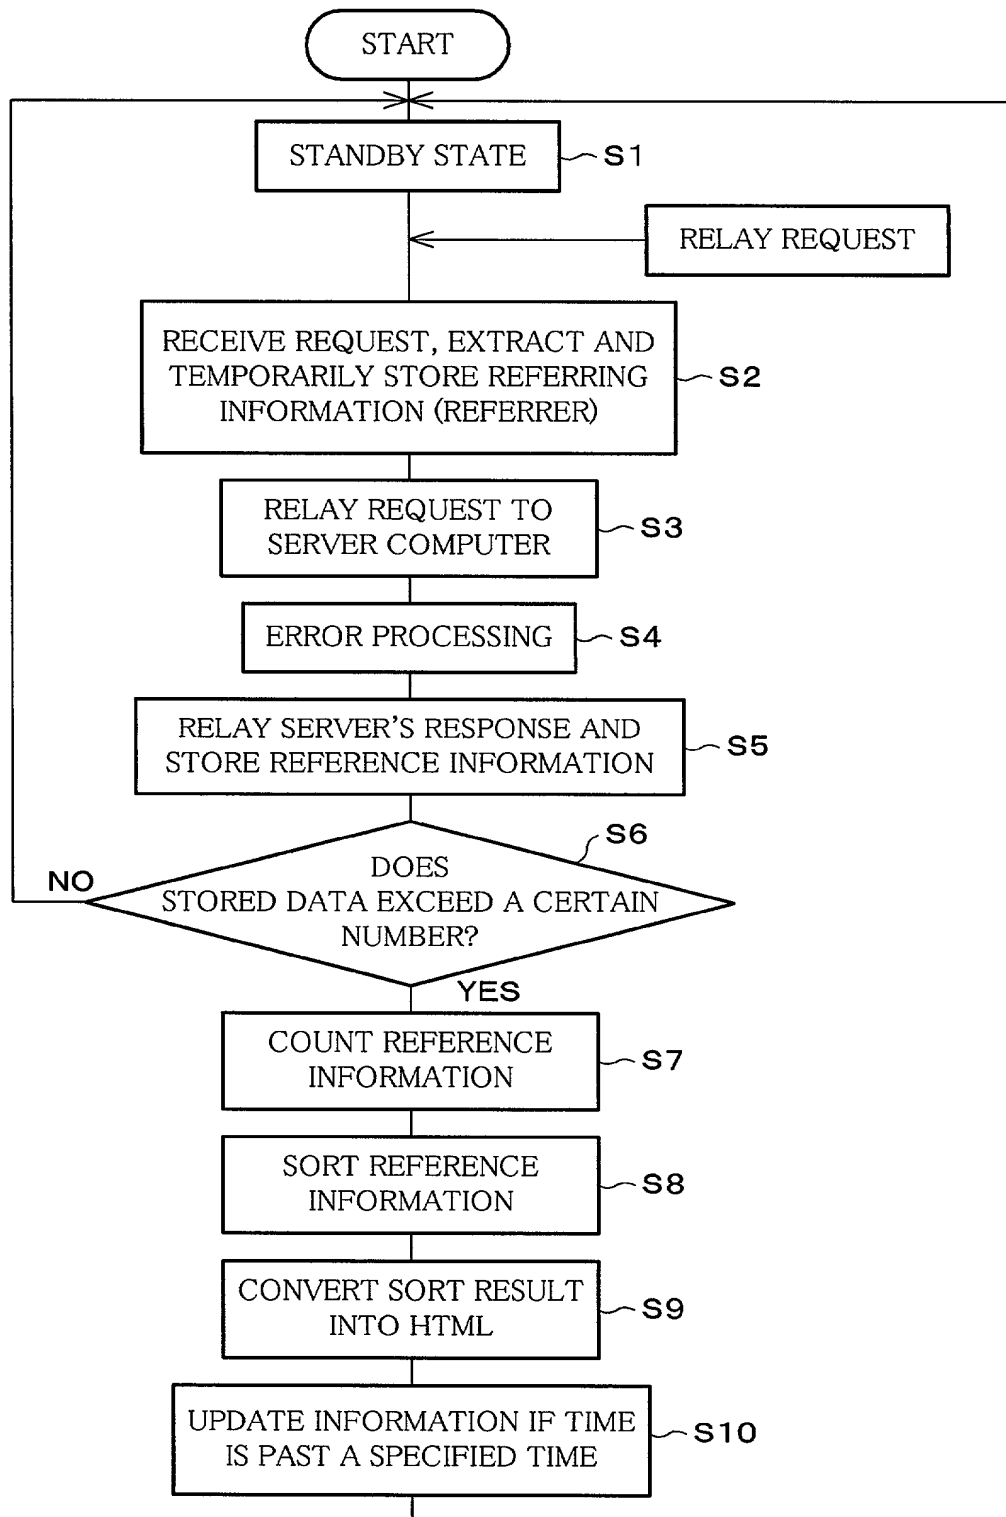 START
STANDBY STATE
S1
RELAY REQUEST
RECEIVE REQUEST, EXTRACT AND
TEMPORARILY STORE REFERRING
INFORMATION (REFERRER)
S2
RELAY REQUEST TO
SERVER COMPUTER
S3
ERROR PROCESSING
S4
RELAY SERVER'S RESPONSE AND
STORE REFERENCE INFORMATION
S5
S6
DOES
STORED DATA EXCEED A CERTAIN
NUMBER?
NO
YES
COUNT REFERENCE
INFORMATION
S7
SORT REFERENCE
INFORMATION
S8
CONVERT SORT RESULT
INTO HTML
S9
UPDATE INFORMATION IF TIME
IS PAST A SPECIFIED TIME
S10